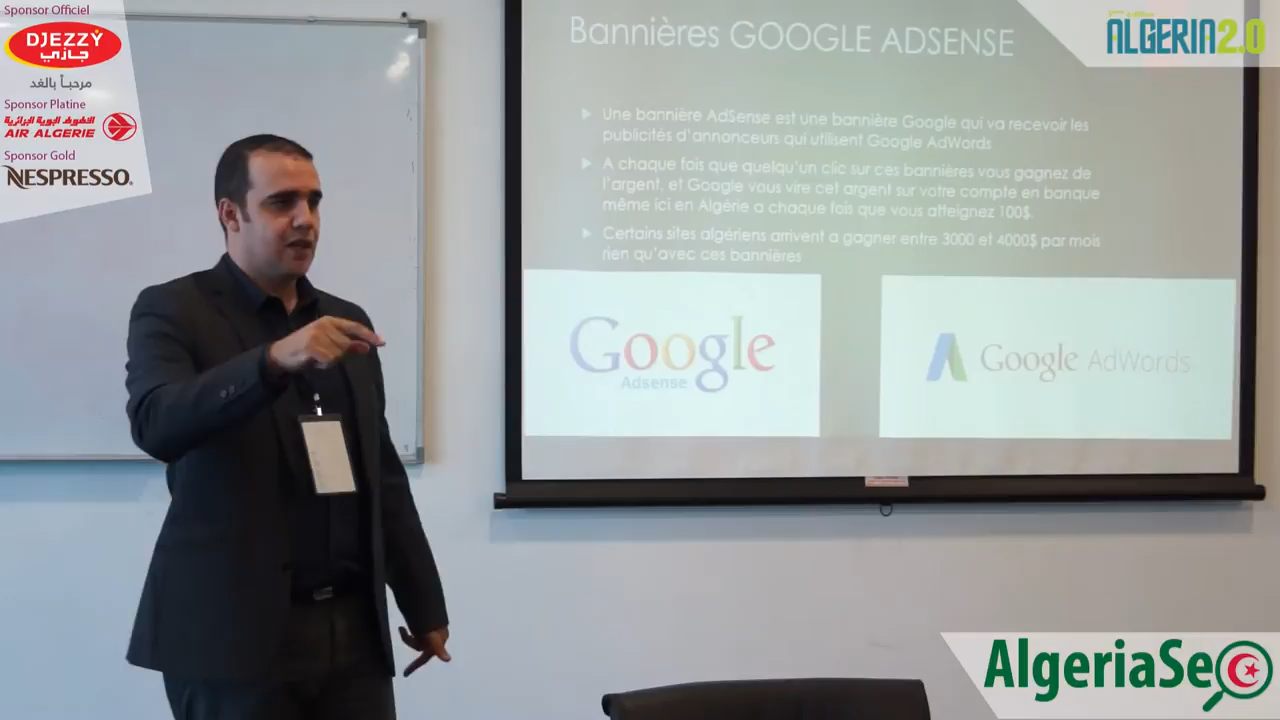 Sponsor Officiel
DJEZZY
جازي
مرحباً بالغد
Sponsor Platine
AIR ALGERIE
Sponsor Gold
NESPRESSO.
ALGERIA2.0
Bannières GOOGLE ADSENSE
Une bannière AdSense est une bannière Google qui va recevoir les
publicités d'annonceurs qui utilisent Google AdWords
A chaque fois que quelqu'un clic sur ces bannières vous gagnez de
l'argent, et Google vous vire cet argent sur votre compte en banque
même ici en Algérie a chaque fois que vous atteignez 100$.
Certains sites algériens arrivent a gagner entre 3000 et 4000$ par mois
rien qu'avec ces bannières
Google
Adsense
Google AdWords
AlgeriaSeo